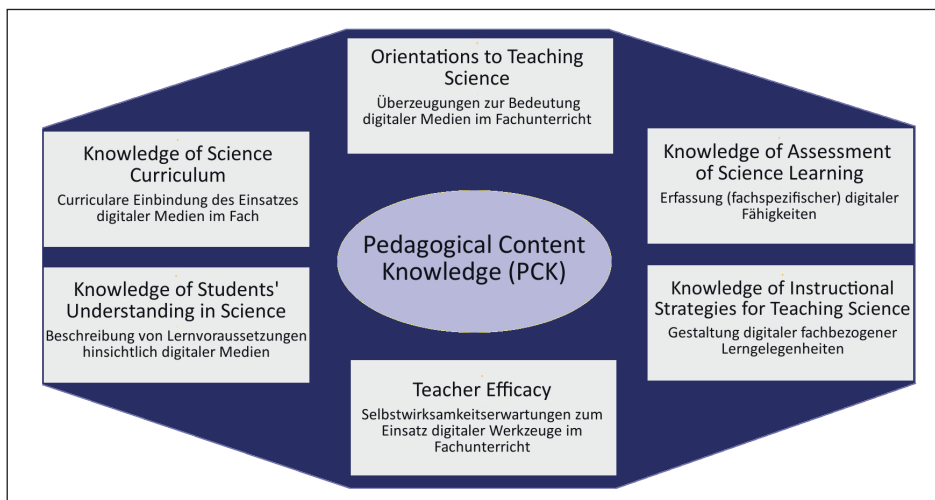 Orientations to Teaching
Science
Überzeugungen zur Bedeutung
digitaler Medien im Fachunterricht
Knowledge of Science
Curriculum
Curriculare Einbindung des Einsatzes
digitaler Medien im Fach
Knowledge of Assessment
of Science Learning
Erfassung (fachspezifischer) digitaler
Fähigkeiten
Pedagogical Content
Knowledge (PCK)
Knowledge of Students'
Understanding in Science
Beschreibung von Lernvoraussetzungen
hinsichtlich digitaler Medien
Knowledge of Instructional
Strategies for Teaching Science
Gestaltung digitaler fachbezogener
Lerngelegenheiten
Teacher Efficacy
Selbstwirksamkeitserwartungen zum
Einsatz digitaler Werkzeuge im
Fachunterricht